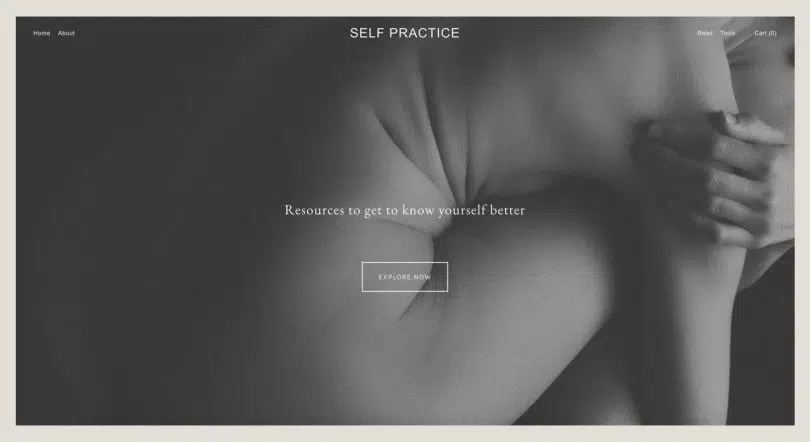 Home About SELF PRACTICE Read Tools Cart (0)
Resources to get to know yourself better
EXPLORE NOW